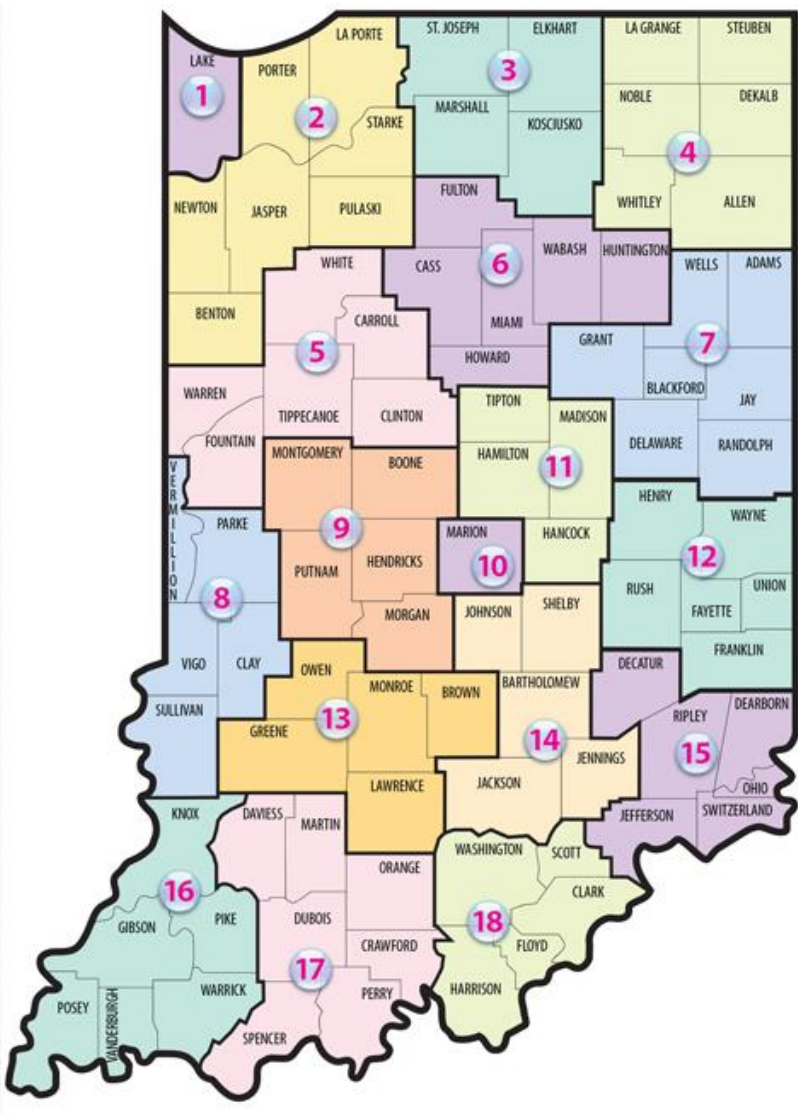 LA PORTE
ST. JOSEPH
ELKHART
LA GRANGE
STEUBEN
LAKE
PORTER
1
2
3
STARKE
MARSHALL
KOSCIUSKO
NOBLE
DEKALB
4
NEWTON
JASPER
PULASKI
FULTON
WHITLEY
ALLEN
WHITE
CASS
6
WABASH
HUNTINGTON
WELLS
ADAMS
BENTON
CARROLL
MIAMI
GRANT
7
5
HOWARD
BLACKFORD
JAY
WARREN
TIPPECANOE
CLINTON
TIPTON
MADISON
FOUNTAIN
MONTGOMERY
BOONE
HAMILTON
11
DELAWARE
RANDOLPH
VERMILLION
PARKE
9
MARION
HANCOCK
HENRY
WAYNE
12
PUTNAM
HENDRICKS
10
RUSH
UNION
8
MORGAN
JOHNSON
SHELBY
FAYETTE
FRANKLIN
VIGO
CLAY
OWEN
MONROE
BROWN
BARTHOLOMEW
DECATUR
SULLIVAN
GREENE
13
14
RIPLEY
DEARBORN
15
JENNINGS
LAWRENCE
JACKSON
OHIO
KNOX
DAVIESS
MARTIN
JEFFERSON
SWITZERLAND
ORANGE
WASHINGTON
SCOTT
16
CLARK
GIBSON
PIKE
DUBOIS
18
CRAWFORD
FLOYD
17
POSEY
VANDERBURGH
WARRICK
PERRY
HARRISON
SPENCER